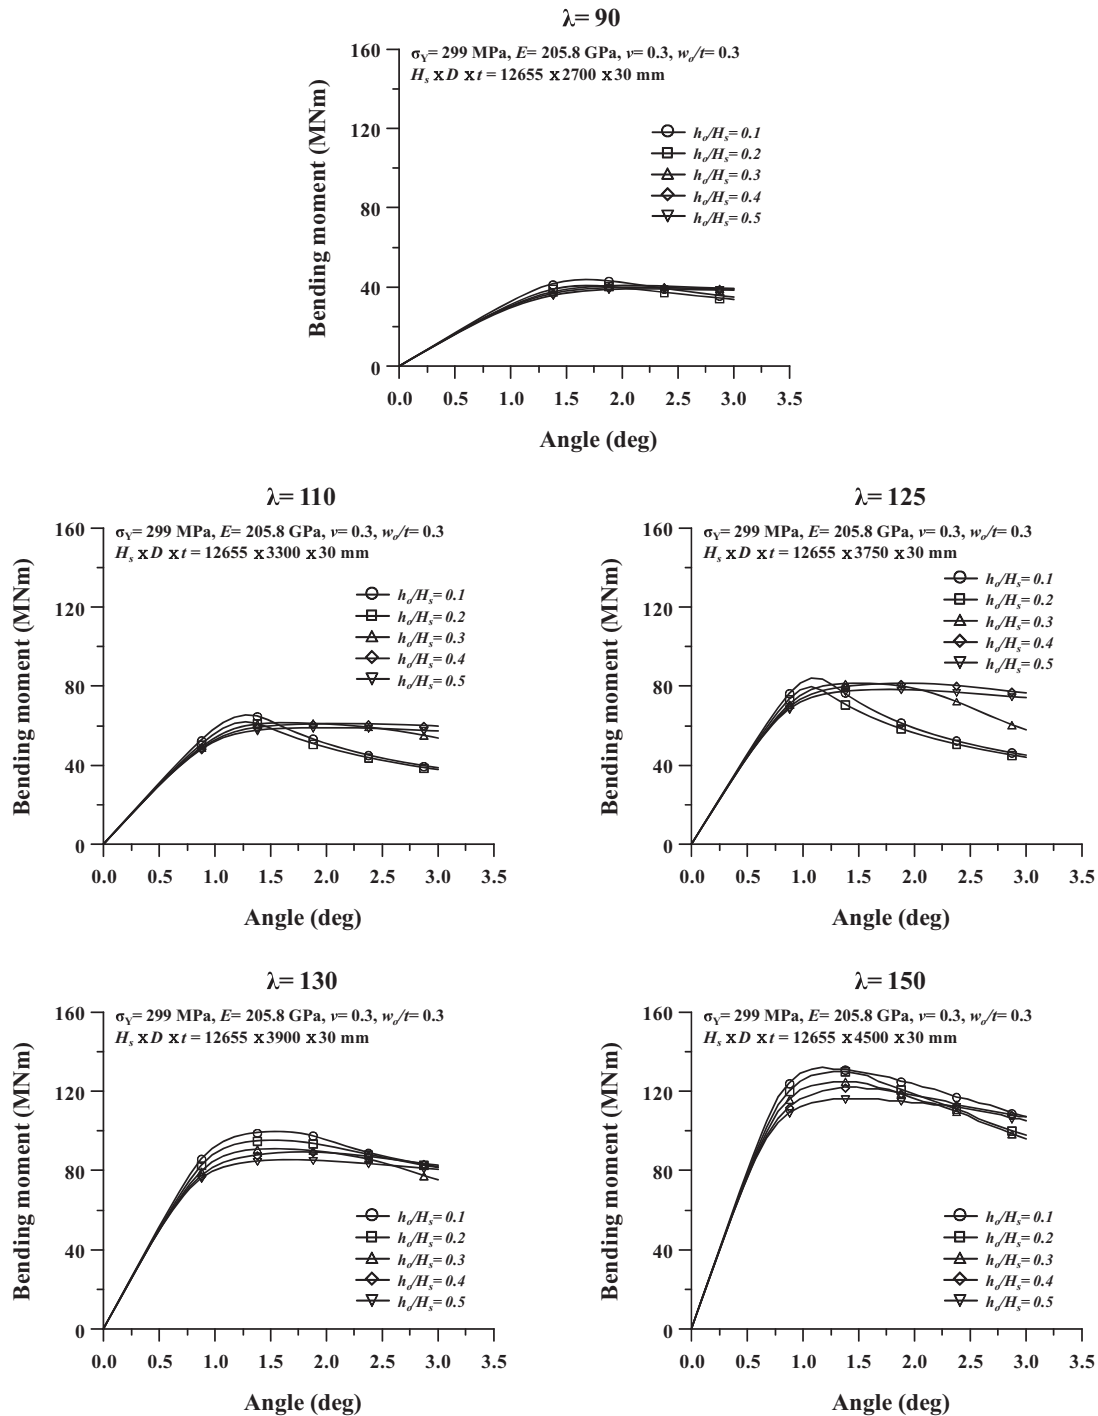 λ= 90
σY= 299 MPa, E= 205.8 GPa, ν= 0.3, wo/t= 0.3
Hs x D x t = 12655 x 2700 x 30 mm
ho/Hs= 0.1
ho/Hs= 0.2
ho/Hs= 0.3
ho/Hs= 0.4
ho/Hs= 0.5
Bending moment (MNm)
160
120
80
40
0
0.0 0.5 1.0 1.5 2.0 2.5 3.0 3.5
Angle (deg)
λ= 110
σY= 299 MPa, E= 205.8 GPa, ν= 0.3, wo/t= 0.3
Hs x D x t = 12655 x 3300 x 30 mm
ho/Hs= 0.1
ho/Hs= 0.2
ho/Hs= 0.3
ho/Hs= 0.4
ho/Hs= 0.5
Bending moment (MNm)
160
120
80
40
0
0.0 0.5 1.0 1.5 2.0 2.5 3.0 3.5
Angle (deg)
λ= 125
σY= 299 MPa, E= 205.8 GPa, ν= 0.3, wo/t= 0.3
Hs x D x t = 12655 x 3750 x 30 mm
ho/Hs= 0.1
ho/Hs= 0.2
ho/Hs= 0.3
ho/Hs= 0.4
ho/Hs= 0.5
Bending moment (MNm)
160
120
80
40
0
0.0 0.5 1.0 1.5 2.0 2.5 3.0 3.5
Angle (deg)
λ= 130
σY= 299 MPa, E= 205.8 GPa, ν= 0.3, wo/t= 0.3
Hs x D x t = 12655 x 3900 x 30 mm
ho/Hs= 0.1
ho/Hs= 0.2
ho/Hs= 0.3
ho/Hs= 0.4
ho/Hs= 0.5
Bending moment (MNm)
160
120
80
40
0
0.0 0.5 1.0 1.5 2.0 2.5 3.0 3.5
Angle (deg)
λ= 150
σY= 299 MPa, E= 205.8 GPa, ν= 0.3, wo/t= 0.3
Hs x D x t = 12655 x 4500 x 30 mm
ho/Hs= 0.1
ho/Hs= 0.2
ho/Hs= 0.3
ho/Hs= 0.4
ho/Hs= 0.5
Bending moment (MNm)
160
120
80
40
0
0.0 0.5 1.0 1.5 2.0 2.5 3.0 3.5
Angle (deg)